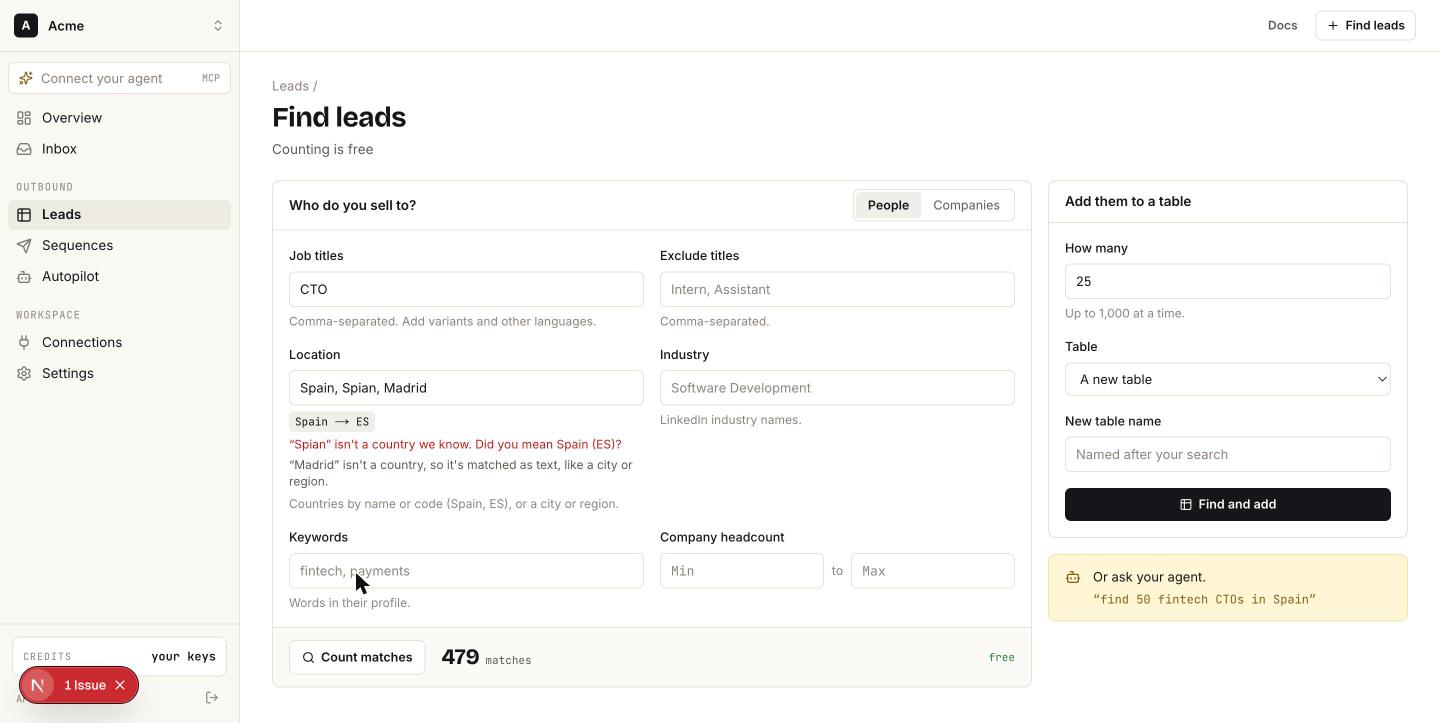 A Acme
Connect your agent MCP
Overview
Inbox
OUTBOUND
Leads
Sequences
Autopilot
WORKSPACE
Connections
Settings
CREDITS your keys
N 1 Issue
Docs
Find leads
Leads /
Find leads
Counting is free
Who do you sell to?
People Companies
Job titles
CTO
Comma-separated. Add variants and other languages.
Exclude titles
Intern, Assistant
Comma-separated.
Location
Spain, Spian, Madrid
Spain → ES
“Spian” isn't a country we know. Did you mean Spain (ES)?
“Madrid” isn't a country, so it's matched as text, like a city or
region.
Countries by name or code (Spain, ES), or a city or region.
Industry
Software Development
LinkedIn industry names.
Keywords
fintech, payments
Words in their profile.
Company headcount
Min to Max
Count matches 479 matches free
Add them to a table
How many
25
Up to 1,000 at a time.
Table
A new table
New table name
Named after your search
Find and add
Or ask your agent.
“find 50 fintech CTOs in Spain”